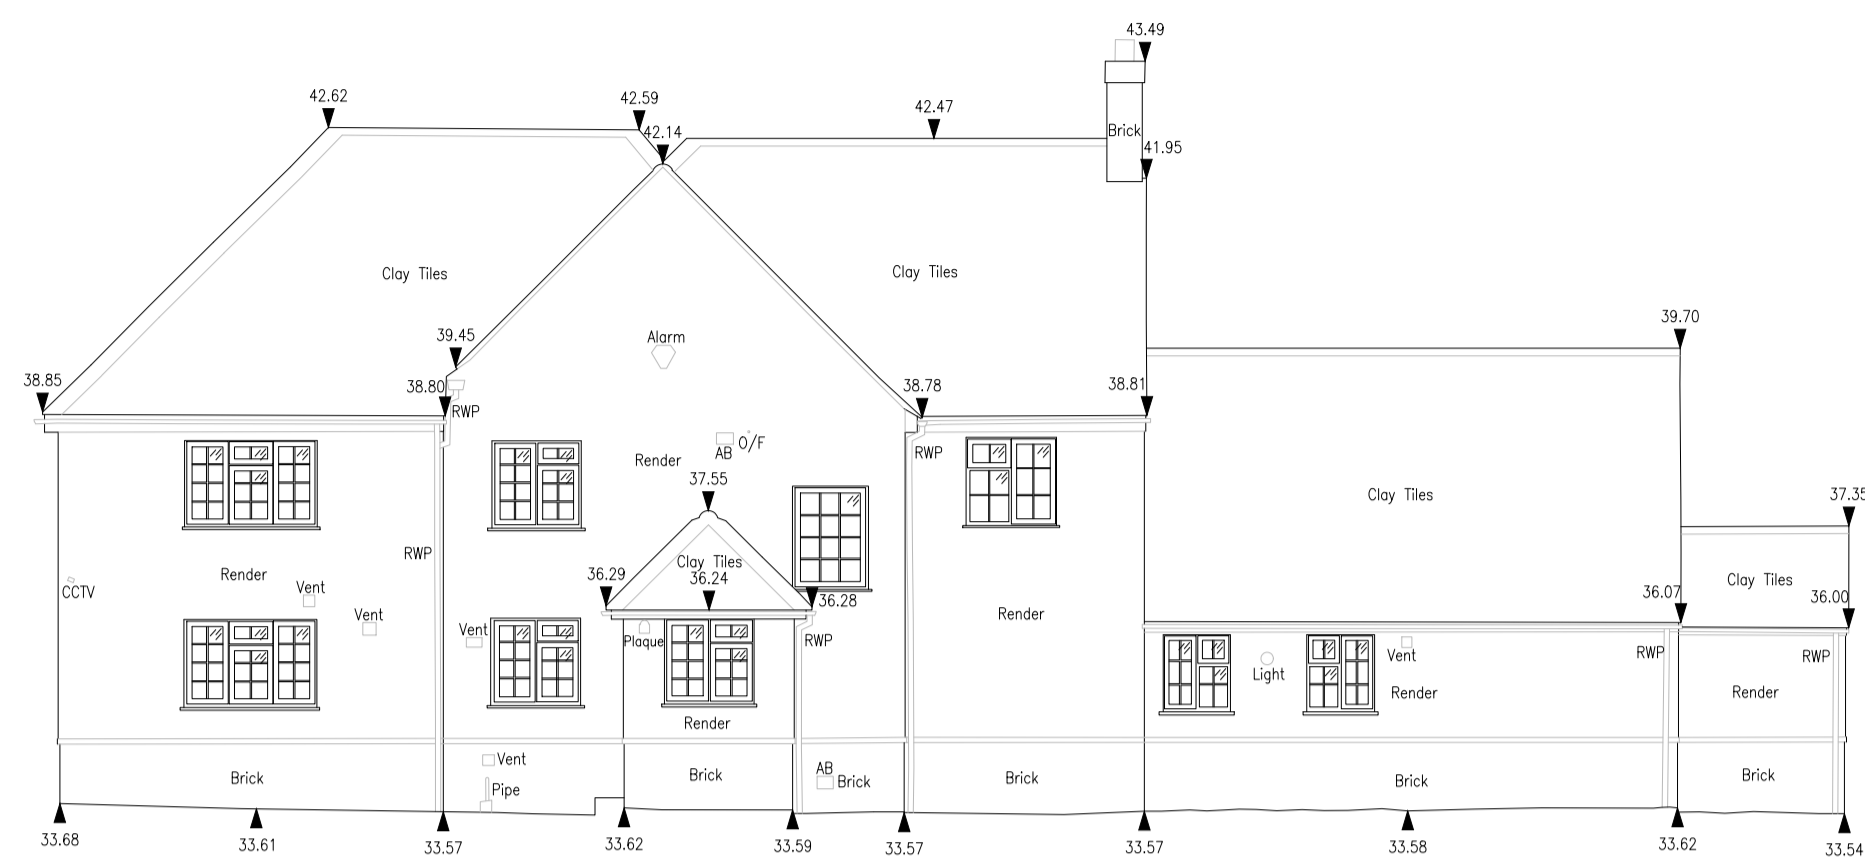 43.49
42.62
42.59
42.47
42.14
Brick
41.95
Clay Tiles
Clay Tiles
39.70
39.45
Alarm
38.85
38.80
38.78
38.81
RWP
O/F
AB
RWP
Render
37.55
Clay Tiles
37.35
RWP
Clay Tiles
36.29
36.24
36.28
Render
Vent
CCTV
Clay Tiles
36.07
36.00
Vent
Vent
Plaque
RWP
Render
Light
Vent
RWP
RWP
Render
Render
Render
Vent
Pipe
Brick
Brick
AB
Brick
Brick
Brick
Brick
33.68
33.61
33.57
33.62
33.59
33.57
33.57
33.58
33.62
33.54